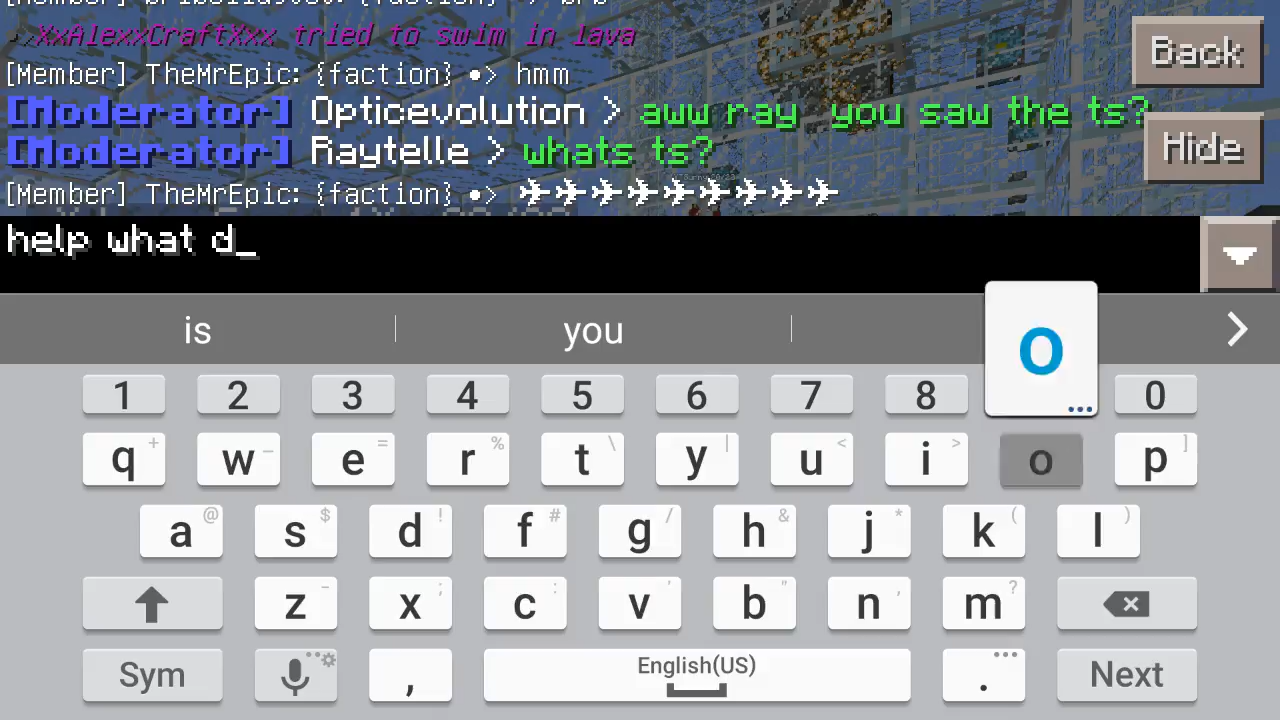 XxAlexxCraftXxx tried to swim in lava
[Member] TheMrEpic: {faction} •> hmm
[Moderator] Opticevolution > aww ray you saw the ts?
[Moderator] Raytelle > whats ts?
[Member] TheMrEpic: {faction} •> ✈✈✈✈✈✈✈✈✈
Back
Hide
help what d_
is
you
o
1 2 3 4 5 6 7 8 0
q + w _ e = r % t \ y | u < i > o p ]
a @ s $ d ! f # g / h & j * k ( l )
z - x ; c : v ' b " n , m ?
Sym , English(US) . Next